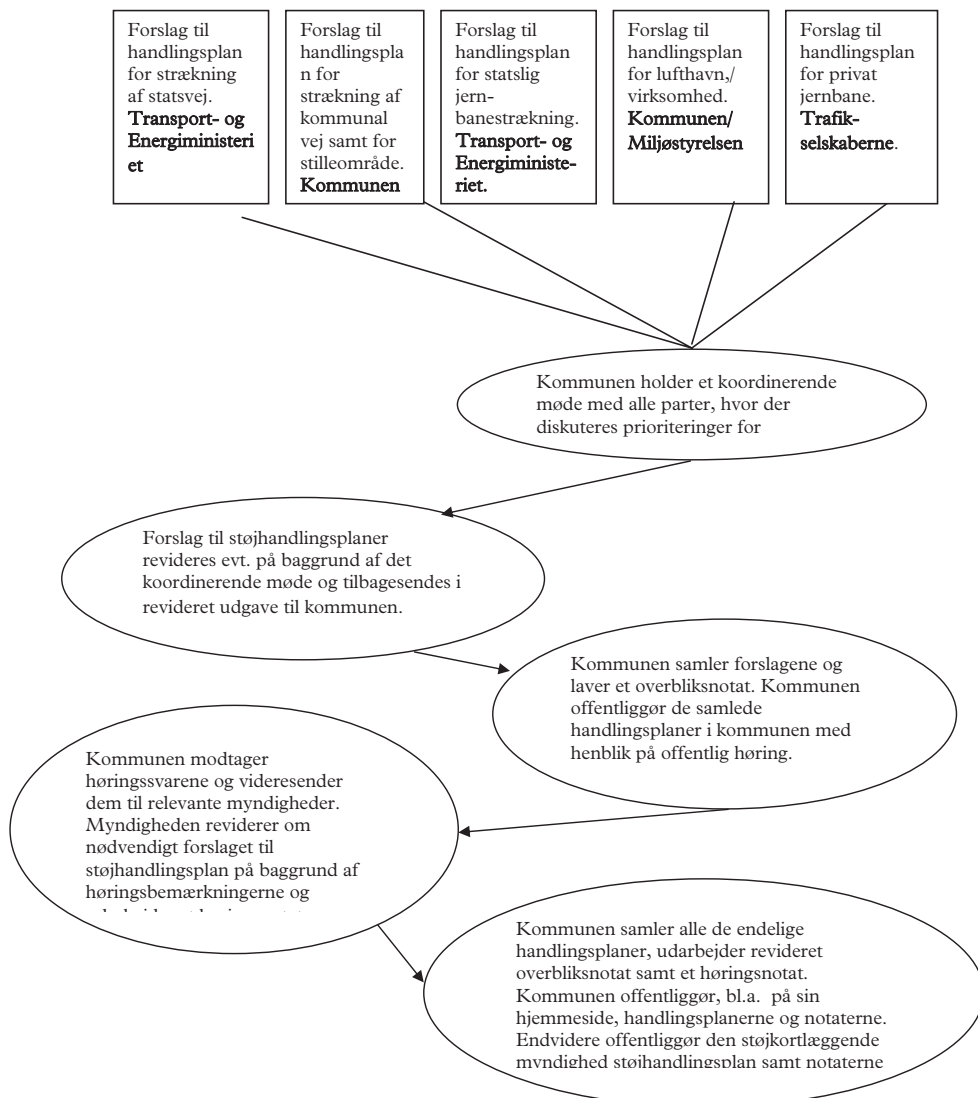 Forslag til
handlingsplan
for strækning
af statsvej.
Transport- og
Energiministeri
et
Forslag til
handlingspla
n for
strækning af
kommunal
vej samt for
stilleområde.
Kommunen
Forslag til
handlingsplan
for statslig
jern-
banestrækning.
Transport- og
Energiministe-
riet.
Forslag til
handlingsplan
for lufthavn,/
virksomhed.
Kommunen/
Miljøstyrelsen
Forslag til
handlingsplan
for privat
jernbane.
Trafik-
selskaberne.
Kommunen holder et koordinerende
møde med alle parter, hvor der
diskuteres prioriteringer for
Forslag til støjhandlingsplaner
revideres evt. på baggrund af det
koordinerende møde og tilbagesendes i
revideret udgave til kommunen.
Kommunen samler forslagene og
laver et overbliksnotat. Kommunen
offentliggør de samlede
handlingsplaner i kommunen med
henblik på offentlig høring.
Kommunen modtager
høringssvarene og videresender
dem til relevante myndigheder.
Myndigheden reviderer om
nødvendigt forslaget til
støjhandlingsplan på baggrund af
høringsbemærkningerne og
Kommunen samler alle de endelige
handlingsplaner, udarbejder revideret
overbliksnotat samt et høringsnotat.
Kommunen offentliggør, bl.a. på sin
hjemmeside, handlingsplanerne og notaterne.
Endvidere offentliggør den støjkortlæggende
myndighed støjhandlingsplan samt notaterne